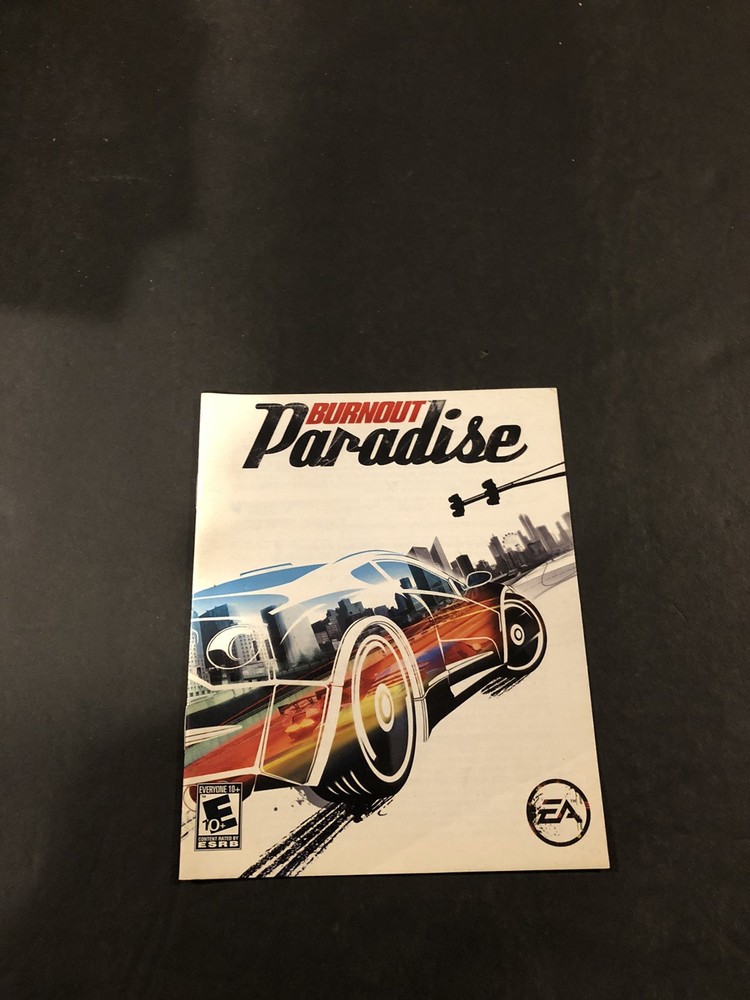 BURNOUT
Paradise
EVERYONE 10+
E
10+
CONTENT RATED BY
ESRB
EA